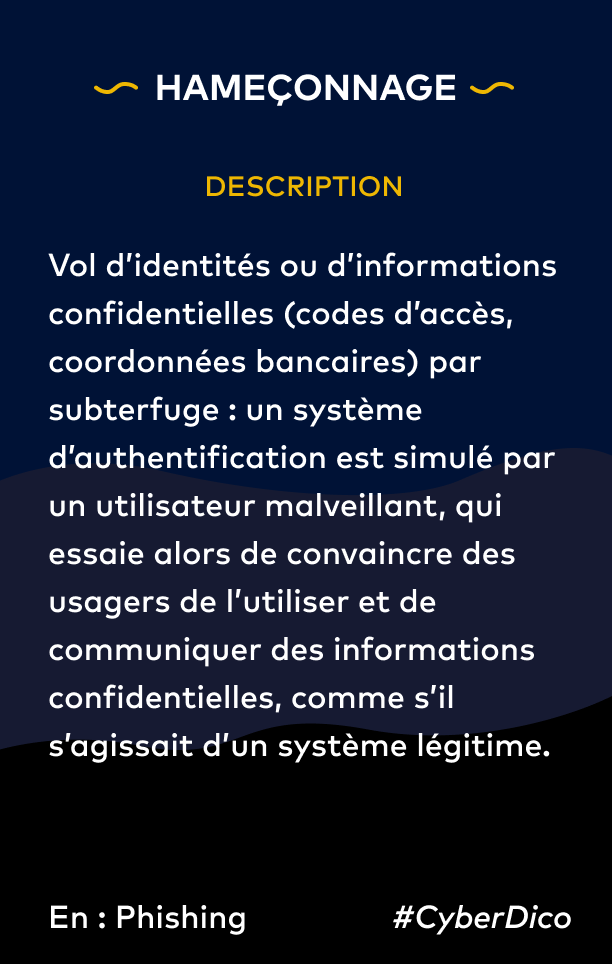 HAMEÇONNAGE
DESCRIPTION
Vol d’identités ou d’informations
confidentielles (codes d’accès,
coordonnées bancaires) par
subterfuge : un système
d’authentification est simulé par
un utilisateur malveillant, qui
essaie alors de convaincre des
usagers de l’utiliser et de
communiquer des informations
confidentielles, comme s’il
s’agissait d’un système légitime.
En : Phishing
#CyberDico